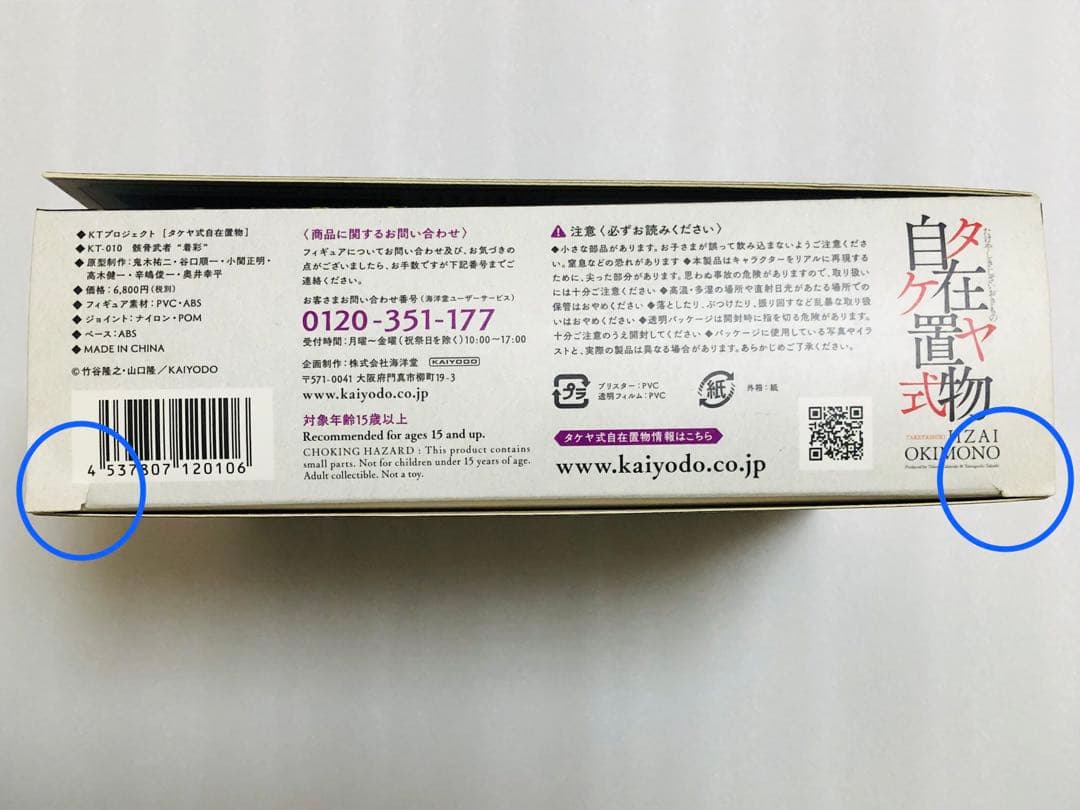 ◆KTプロジェクト［タケヤ式自在置物］
◆KT-010 骸骨武者“着彩”
◆原型制作：鬼木祐二・谷口順一・小関正明・
高木健一・辛嶋俊一・奥井幸平
◆価格：6,800円(税別)
◆フィギュア素材：PVC・ABS
◆ジョイント：ナイロン・POM
◆ベース：ABS
◆MADE IN CHINA
©竹谷隆之・山口隆／KAIYODO
4 537807 120106
〈商品に関するお問い合わせ〉
フィギュアについてお問い合わせ及び、お気づきの
点がございましたら、お手数ですが下記番号までご
連絡ください。
お客さまお問い合わせ番号（海洋堂ユーザーサービス）
0120-351-177
受付時間：月曜～金曜（祝祭日を除く）10:00～17:00
企画制作：株式会社海洋堂 KAIYODO
〒571-0041 大阪府門真市柳町19-3
www.kaiyodo.co.jp
対象年齢15歳以上
Recommended for ages 15 and up.
CHOKING HAZARD : This product contains
small parts. Not for children under 15 years of age.
Adult collectible. Not a toy.
注意〈必ずお読みください〉
◆小さな部品があります。お子さまが誤って飲み込まないようご注意くださ
い。窒息などの恐れがあります ◆本製品はキャラクターをリアルに再現する
ために、尖った部分があります。思わぬ事故の危険がありますので、取り扱い
には十分ご注意ください ◆高温・多湿の場所や直射日光があたる場所での
保管はおやめください ◆落としたり、ぶつけたり、振り回すなど乱暴な取り扱
いはおやめください ◆透明パッケージは開封時に指を切る危険があります。
十分ご注意のうえ開封してください ◆パッケージに使用している写真やイラ
ストと、実際の製品は異なる場合があります。あらかじめご了承ください。
プラ
ブリスター：PVC
透明フィルム：PVC
紙
外箱：紙
タケヤ式自在置物情報はこちら
www.kaiyodo.co.jp
タケヤ式
自在置物
たけやしきじざいおきもの
TAKEYASHIKI JIZAI
OKIMONO